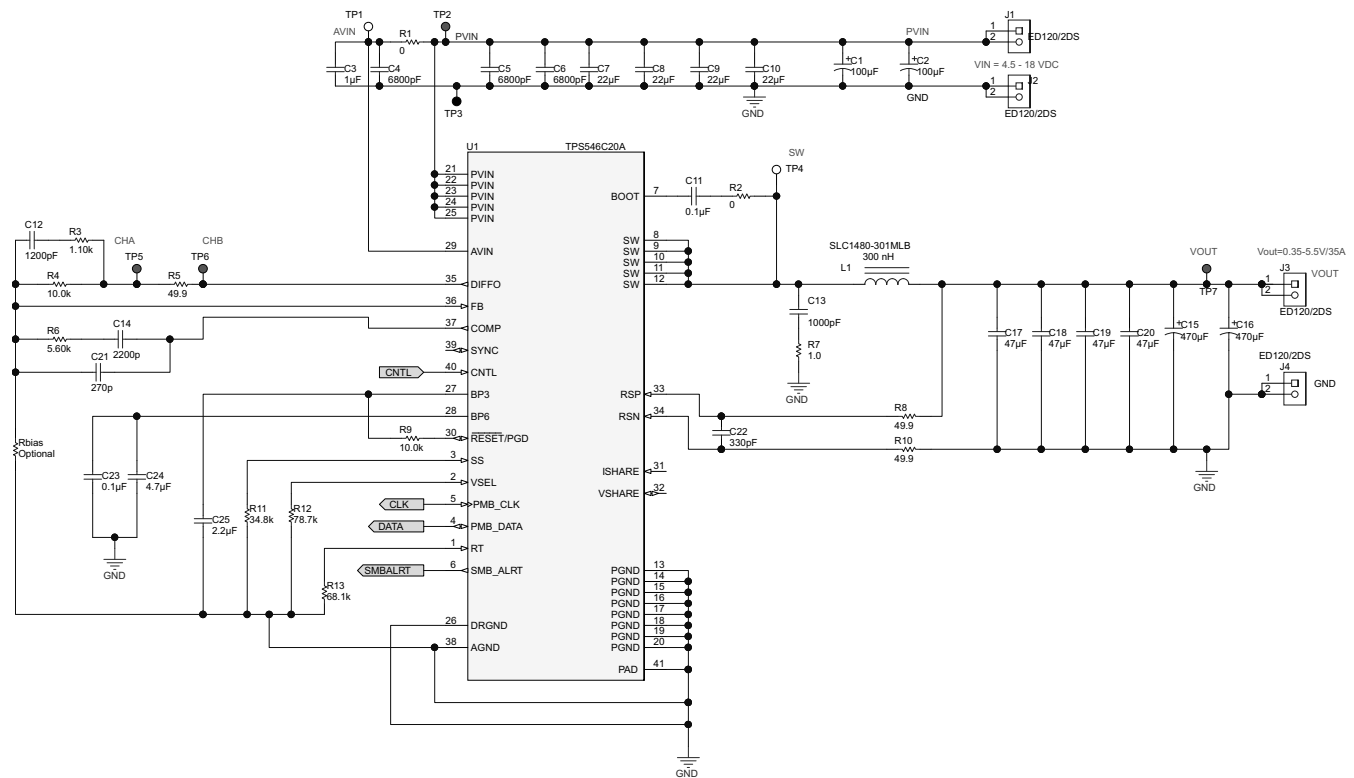 TP1
TP2
J1
AVIN
R1
PVIN
PVIN
0
1
2
ED120/2DS
C3
1µF
C4
6800pF
C5
6800pF
C6
6800pF
C7
22µF
C8
22µF
C9
22µF
C10
22µF
+
C1
100µF
+
C2
100µF
VIN = 4.5 - 18 VDC
1
2
J2
ED120/2DS
TP3
GND
GND
U1
TPS546C20A
SW
TP4
21
PVIN
22
PVIN
23
PVIN
24
PVIN
25
PVIN
BOOT
7
C11
0.1µF
R2
0
C12
1200pF
R3
1.10k
CHA
CHB
TP5
TP6
R4
10.0k
R5
49.9
29
AVIN
SW
8
SW
9
SW
10
SW
11
SW
12
SLC1480-301MLB
300 nH
L1
VOUT
Vout=0.35-5.5V/35A
J3
VOUT
1
2
TP7
ED120/2DS
35
DIFFO
36
FB
37
COMP
39
SYNC
40
CNTL
CNTL
R6
5.60k
C14
2200p
C21
270p
C13
1000pF
R7
1.0
GND
C17
47µF
C18
47µF
C19
47µF
C20
47µF
+
C15
470µF
+
C16
470µF
ED120/2DS
1
2
J4
GND
27
BP3
28
BP6
30
RESET/PGD
R9
10.0k
RSP
33
RSN
34
R8
49.9
C22
330pF
R10
49.9
GND
Rbias
Optional
C23
0.1µF
C24
4.7µF
GND
3
SS
2
VSEL
CLK
5
PMB_CLK
DATA
4
PMB_DATA
1
RT
SMBALRT
6
SMB_ALRT
ISHARE
31
VSHARE
32
C25
2.2µF
R11
34.8k
R12
78.7k
R13
68.1k
PGND
13
PGND
14
PGND
15
PGND
16
PGND
17
PGND
18
PGND
19
PGND
20
PAD
41
26
DRGND
38
AGND
GND